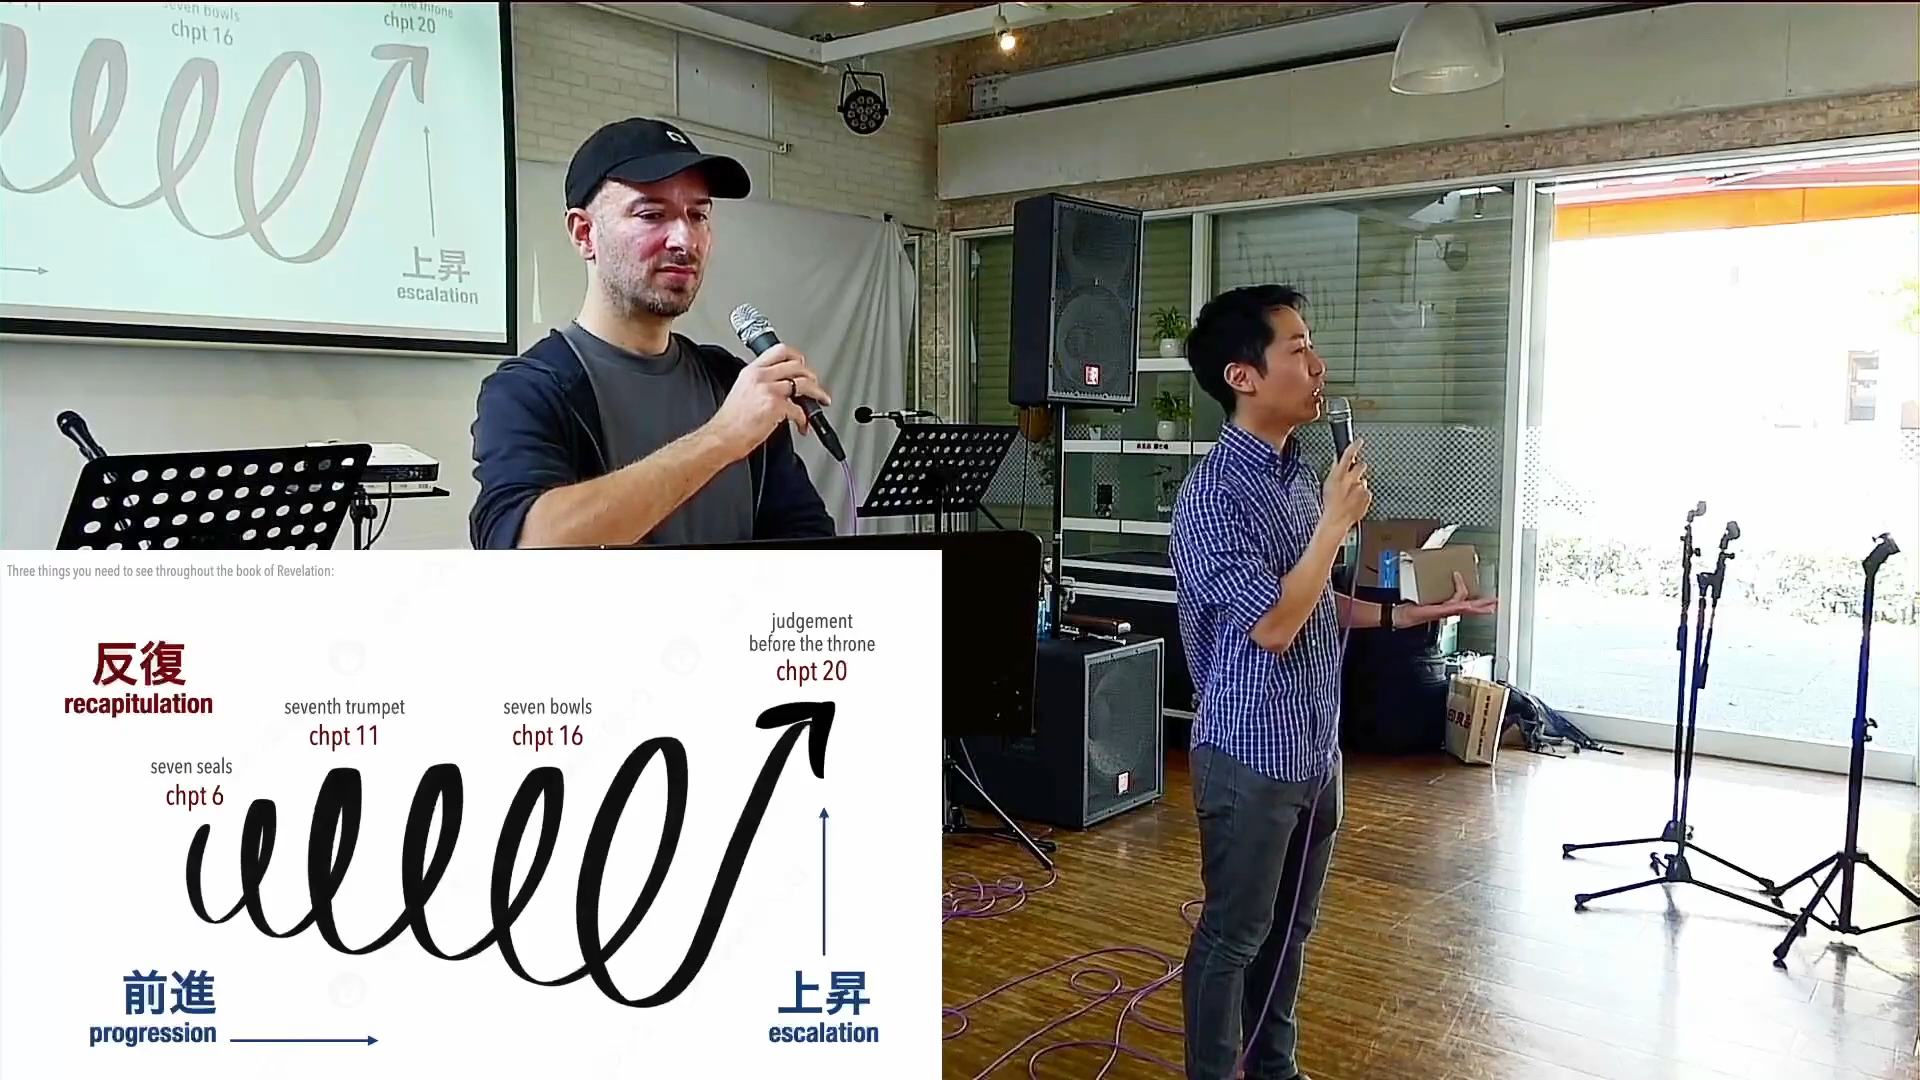 seven bowls
chpt 16
the throne
chpt 20
上昇
escalation
Three things you need to see throughout the book of Revelation:
反復
recapitulation
seven seals
chpt 6
seventh trumpet
chpt 11
seven bowls
chpt 16
judgement
before the throne
chpt 20
前進
progression
上昇
escalation